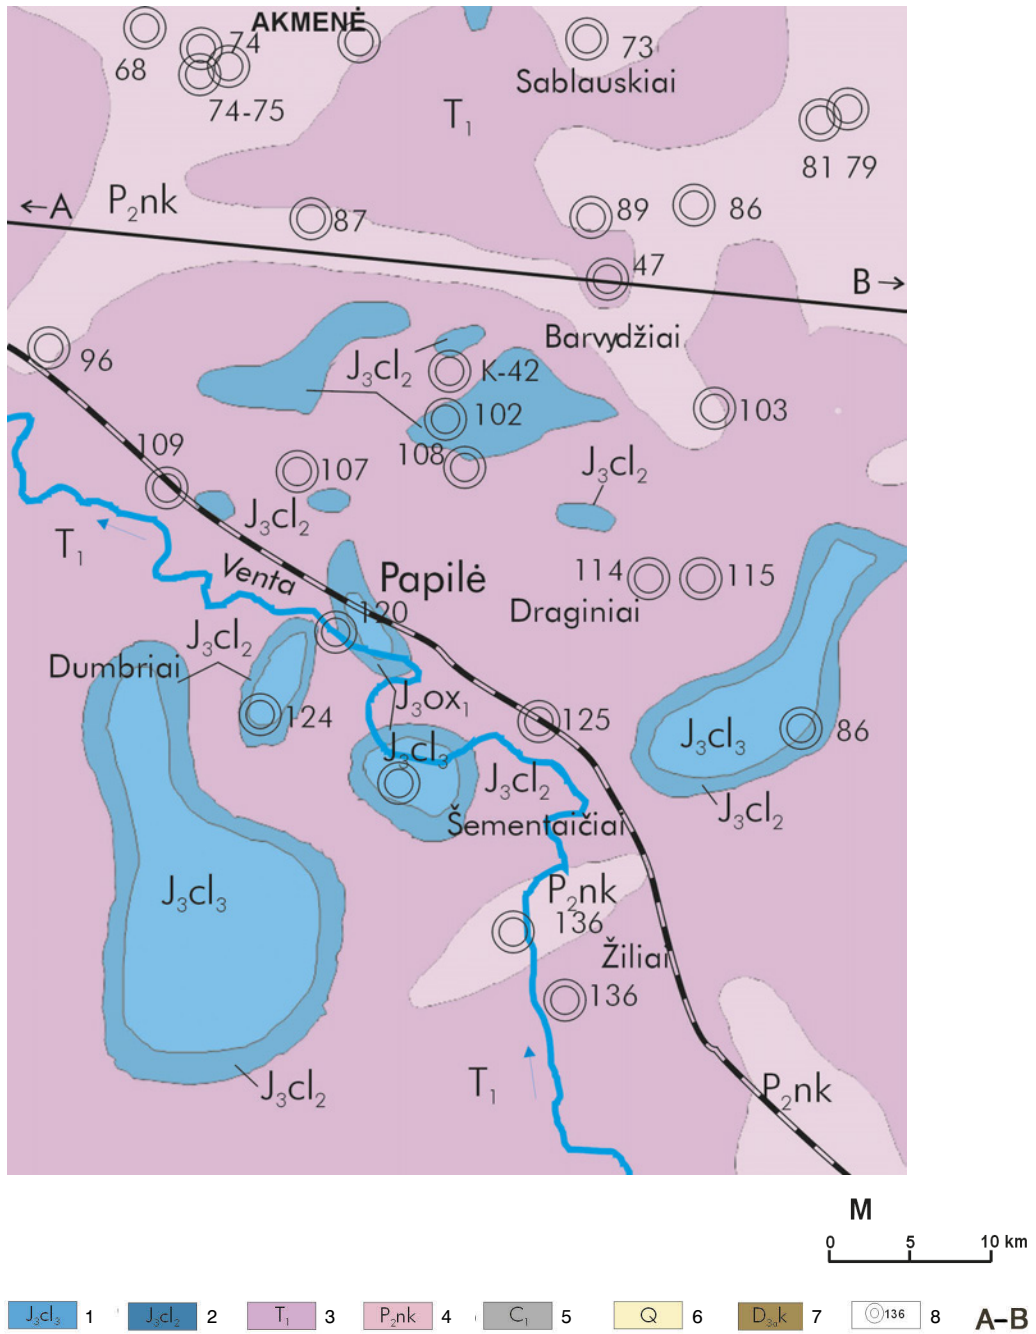 AKMENĖ
68
74
74-75
73
Sablauskiai
T₁
81 79
←A
P₂nk
87
89
86
47
B→
Barvydžiai
96
J₃cl₂
K-42
102
103
109
107
108
J₃cl₂
J₃cl₂
T₁
Venta
Papilė
114
115
Draginiai
120
J₃cl₂
Dumbriai
J₃ox₁
124
125
J₃cl₃
J₃cl₃
86
J₃cl₂
J₃cl₂
Šementaičiai
J₃cl₃
P₂nk
136
Žiliai
136
T₁
J₃cl₂
P₂nk
M
0 5 10 km
J₃cl₃ 1 J₃cl₂ 2 T₁ 3 P₂nk 4 C₁ 5 Q 6 D₃ₐk 7 136 8 A–B